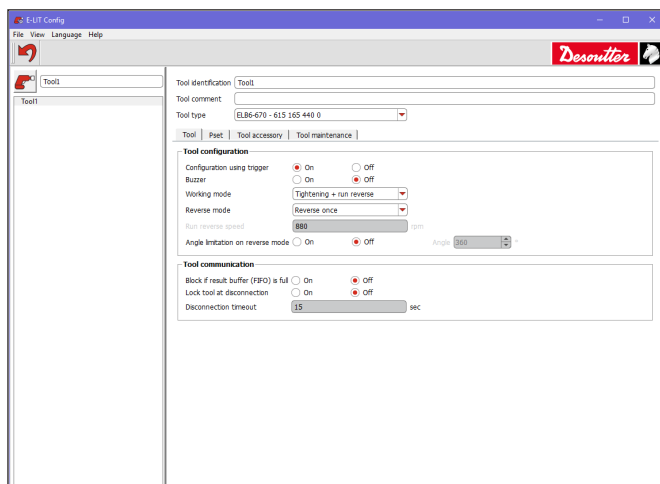 E-LIT Config
File View Language Help
Desoutter
Tool1
Tool1
Tool identification Tool1
Tool comment
Tool type ELB6-670 - 615 165 440 0
Tool Pset Tool accessory Tool maintenance
Tool configuration
Configuration using trigger On Off
Buzzer On Off
Working mode Tightening + run reverse
Reverse mode Reverse once
Run reverse speed 880 rpm
Angle limitation on reverse mode On Off Angle 360 °
Tool communication
Block if result buffer (FIFO) is full On Off
Lock tool at disconnection On Off
Disconnection timeout 15 sec